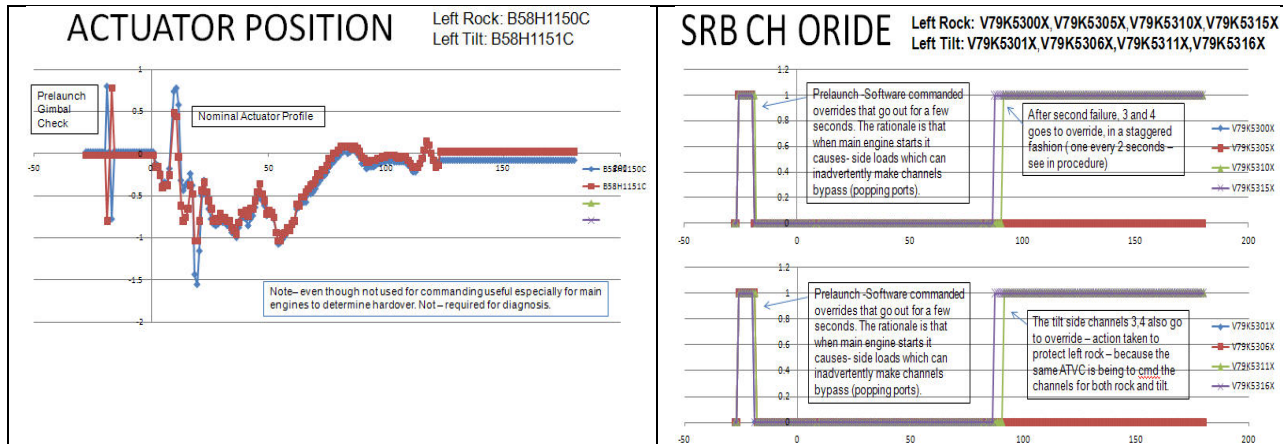 ACTUATOR POSITION
Left Rock: B58H1150C
Left Tilt: B58H1151C
1
0.5
0
-0.5
-1
-1.5
-2
-50
50
100
150
Prelaunch
Gimbal
Check
Nominal Actuator Profile
B58H1150C
B58H1151C
Note– even though not used for commanding useful especially for main
engines to determine hardover. Not – required for diagnosis.
SRB CH ORIDE
Left Rock: V79K5300X,V79K5305X,V79K5310X,V79K5315X
Left Tilt: V79K5301X,V79K5306X,V79K5311X,V79K5316X
1.2
1
0.8
0.6
0.4
0.2
0
-50
0
50
100
150
200
Prelaunch -Software commanded
overrides that go out for a few
seconds. The rationale is that
when main engine starts it
causes- side loads which can
inadvertently make channels
bypass (popping ports).
After second failure, 3 and 4
goes to override, in a staggered
fashion ( one every 2 seconds –
see in procedure)
V79K5300X
V79K5305X
V79K5310X
V79K5315X
1.2
1
0.8
0.6
0.4
0.2
0
-50
0
50
100
150
200
Prelaunch -Software commanded
overrides that go out for a few
seconds. The rationale is that
when main engine starts it
causes- side loads which can
inadvertently make channels
bypass (popping ports).
The tilt side channels 3,4 also go
to override – action taken to
protect left rock – because the
same ATVC is being to cmd the
channels for both rock and tilt.
V79K5301X
V79K5306X
V79K5311X
V79K5316X